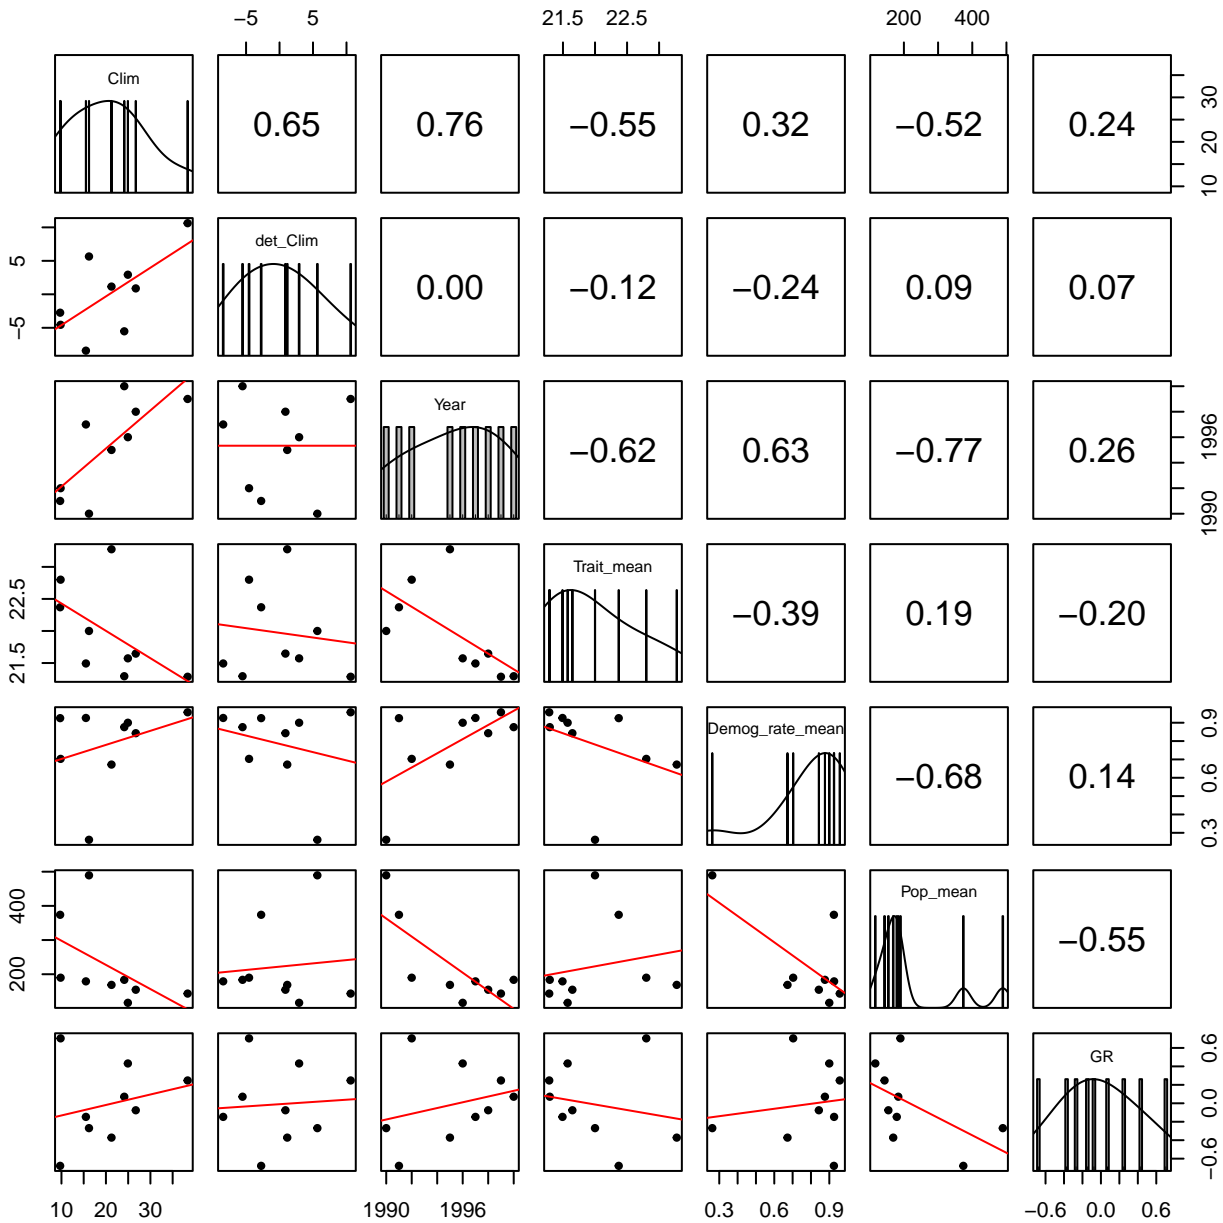 −5 5 21.5 22.5 200 400
Clim 0.65 0.76 −0.55 0.32 −0.52 0.24 10 20 30
−5 5 det_Clim 0.00 −0.12 −0.24 0.09 0.07
Year −0.62 0.63 −0.77 0.26 1990 1996
21.5 22.5 Trait_mean −0.39 0.19 −0.20
Demog_rate_mean −0.68 0.14 0.3 0.6 0.9
200 400 Pop_mean −0.55
GR −0.6 0.0 0.6
10 20 30 1990 1996 0.3 0.6 0.9 −0.6 0.0 0.6